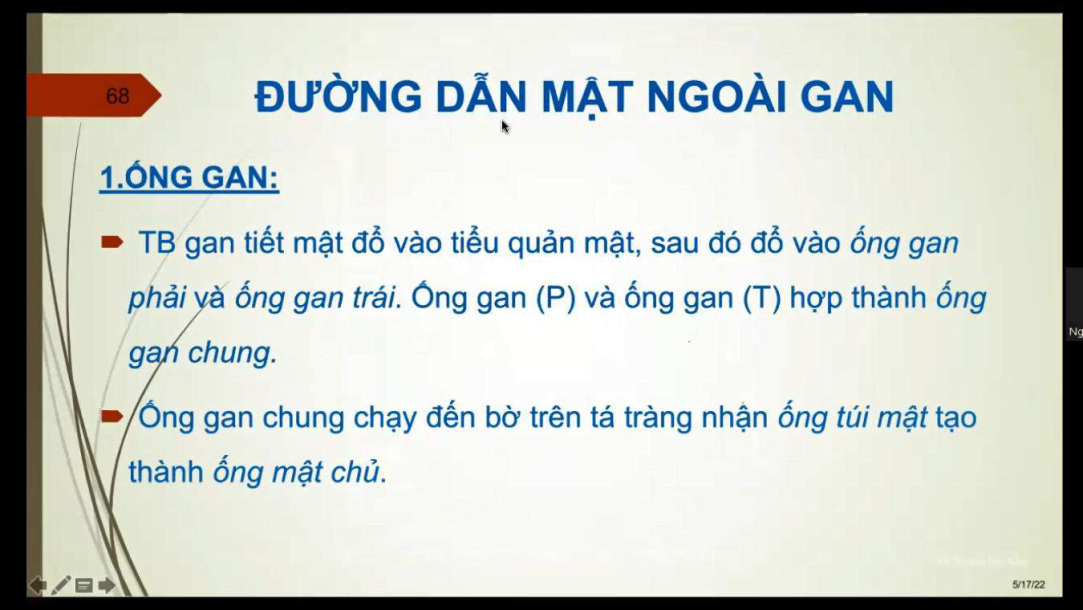 68
ĐƯỜNG DẪN MẬT NGOÀI GAN
1.ỐNG GAN:
TB gan tiết mật đổ vào tiểu quản mật, sau đó đổ vào ống gan
phải và ống gan trái. Ống gan (P) và ống gan (T) hợp thành ống
gan chung.
Ống gan chung chạy đến bờ trên tá tràng nhận ống túi mật tạo
thành ống mật chủ.
5/17/22
Ng